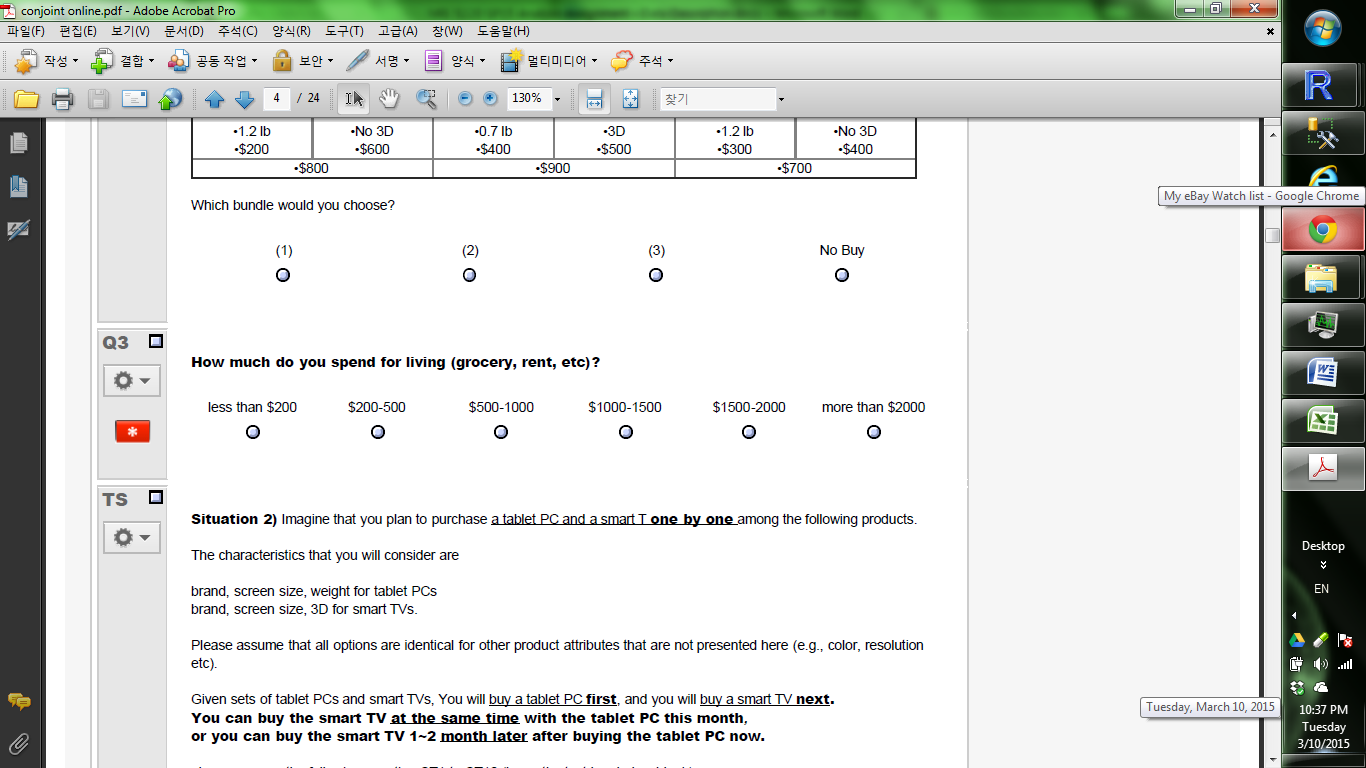 conjoint online.pdf - Adobe Acrobat Pro
파일(F) 편집(E) 보기(V) 문서(D) 주석(C) 양식(R) 도구(T) 고급(A) 창(W) 도움말(H)
작성 결합 공동 작업 보안 서명 양식 멀티미디어 주석
4 / 24 130% 찾기
•1.2 lb •No 3D •0.7 lb •3D •1.2 lb •No 3D
•$200 •$600 •$400 •$500 •$300 •$400
•$800 •$900 •$700
Which bundle would you choose?
(1) (2) (3) No Buy
Q3
How much do you spend for living (grocery, rent, etc)?
less than $200 $200-500 $500-1000 $1000-1500 $1500-2000 more than $2000
TS
Situation 2) Imagine that you plan to purchase a tablet PC and a smart T one by one among the following products.
The characteristics that you will consider are
brand, screen size, weight for tablet PCs
brand, screen size, 3D for smart TVs.
Please assume that all options are identical for other product attributes that are not presented here (e.g., color, resolution
etc).
Given sets of tablet PCs and smart TVs, You will buy a tablet PC first, and you will buy a smart TV next.
You can buy the smart TV at the same time with the tablet PC this month,
or you can buy the smart TV 1~2 month later after buying the tablet PC now.
My eBay Watch list - Google Chrome
Desktop
EN
Tuesday, March 10, 2015
10:37 PM
Tuesday
3/10/2015